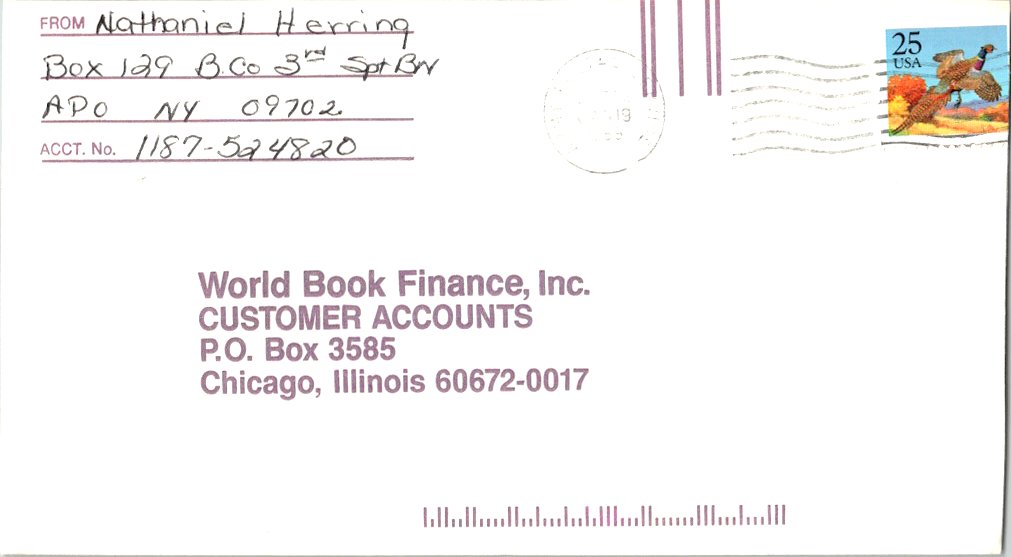 FROM Nathaniel Herring
Box 129 B.Co 3rd Spt BN
APO NY 09702
ACCT. No. 1187-524820
25
USA
World Book Finance, Inc.
CUSTOMER ACCOUNTS
P.O. Box 3585
Chicago, Illinois 60672-0017